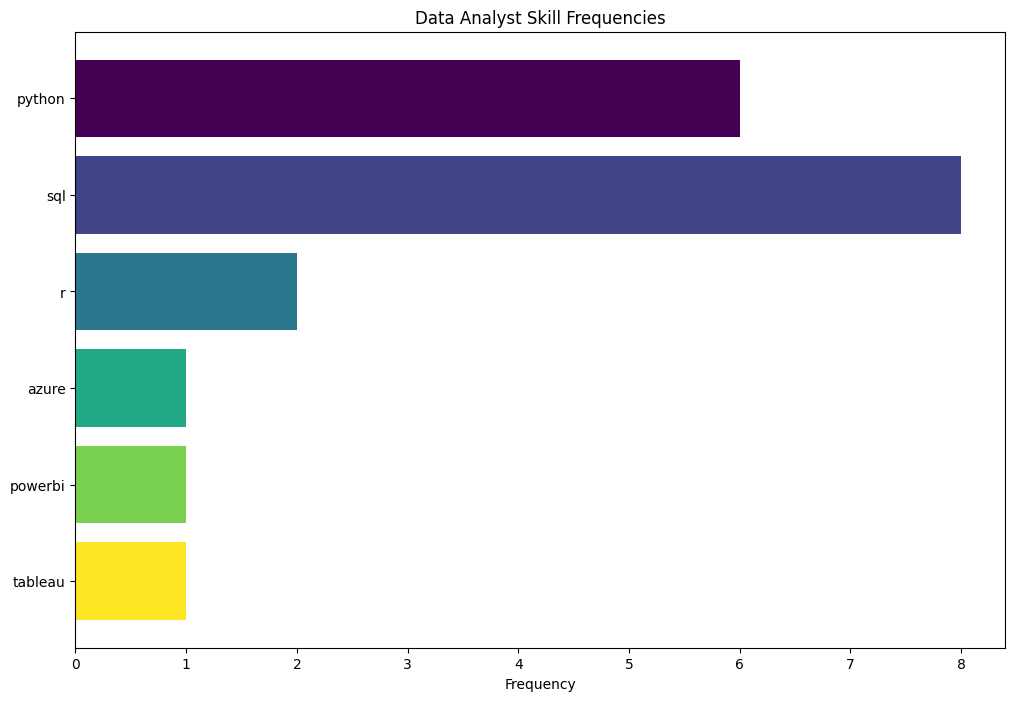 Data Analyst Skill Frequencies
python
sql
r
azure
powerbi
tableau
0 1 2 3 4 5 6 7 8
Frequency